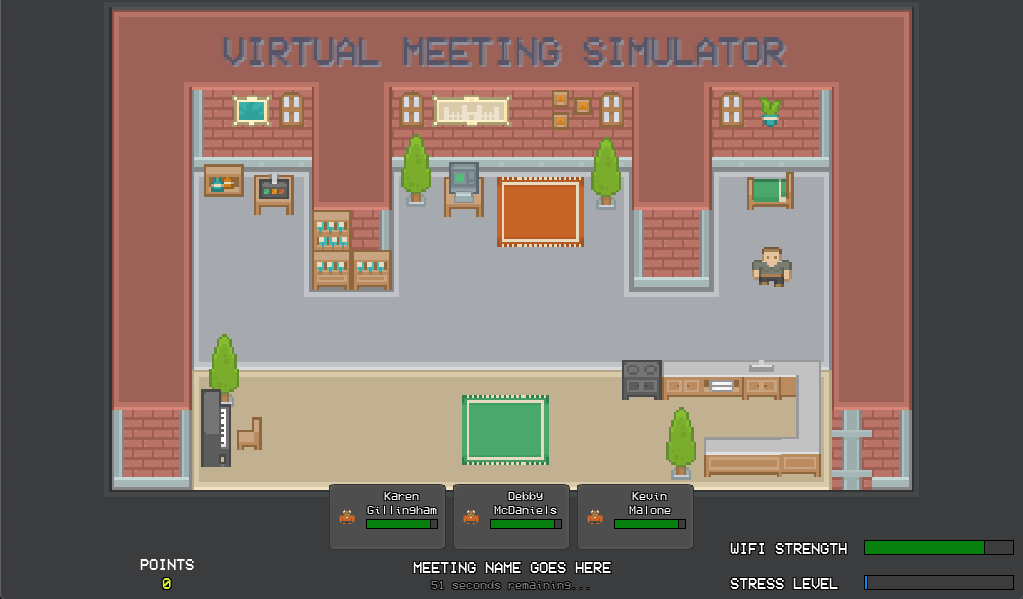 VIRTUAL MEETING SIMULATOR
Karen
Gillingham
Debby
McDaniels
Kevin
Malone
POINTS
0
MEETING NAME GOES HERE
51 seconds remaining...
WIFI STRENGTH
STRESS LEVEL